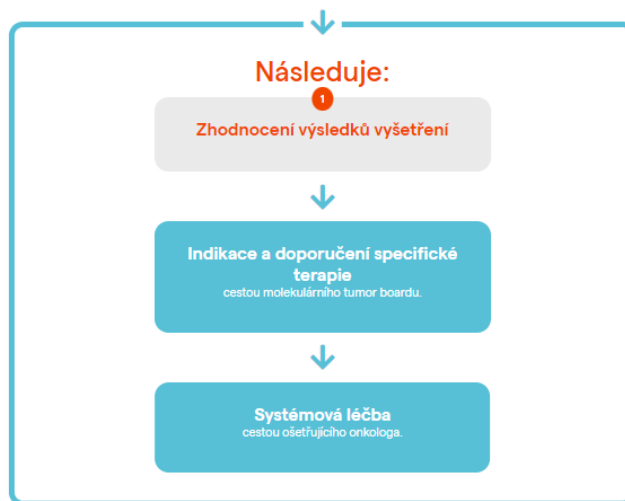 Následuje:
1
Zhodnocení výsledků vyšetření
Indikace a doporučení specifické
terapie
cestou molekulárního tumor boardu.
Systémová léčba
cestou ošetřujícího onkologa.